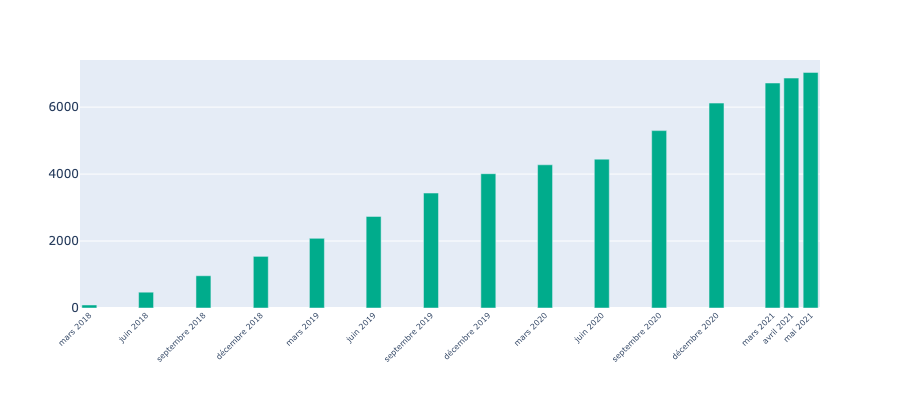 6000
4000
2000
0
mars 2018
juin 2018
septembre 2018
décembre 2018
mars 2019
juin 2019
septembre 2019
décembre 2019
mars 2020
juin 2020
septembre 2020
décembre 2020
mars 2021
avril 2021
mai 2021